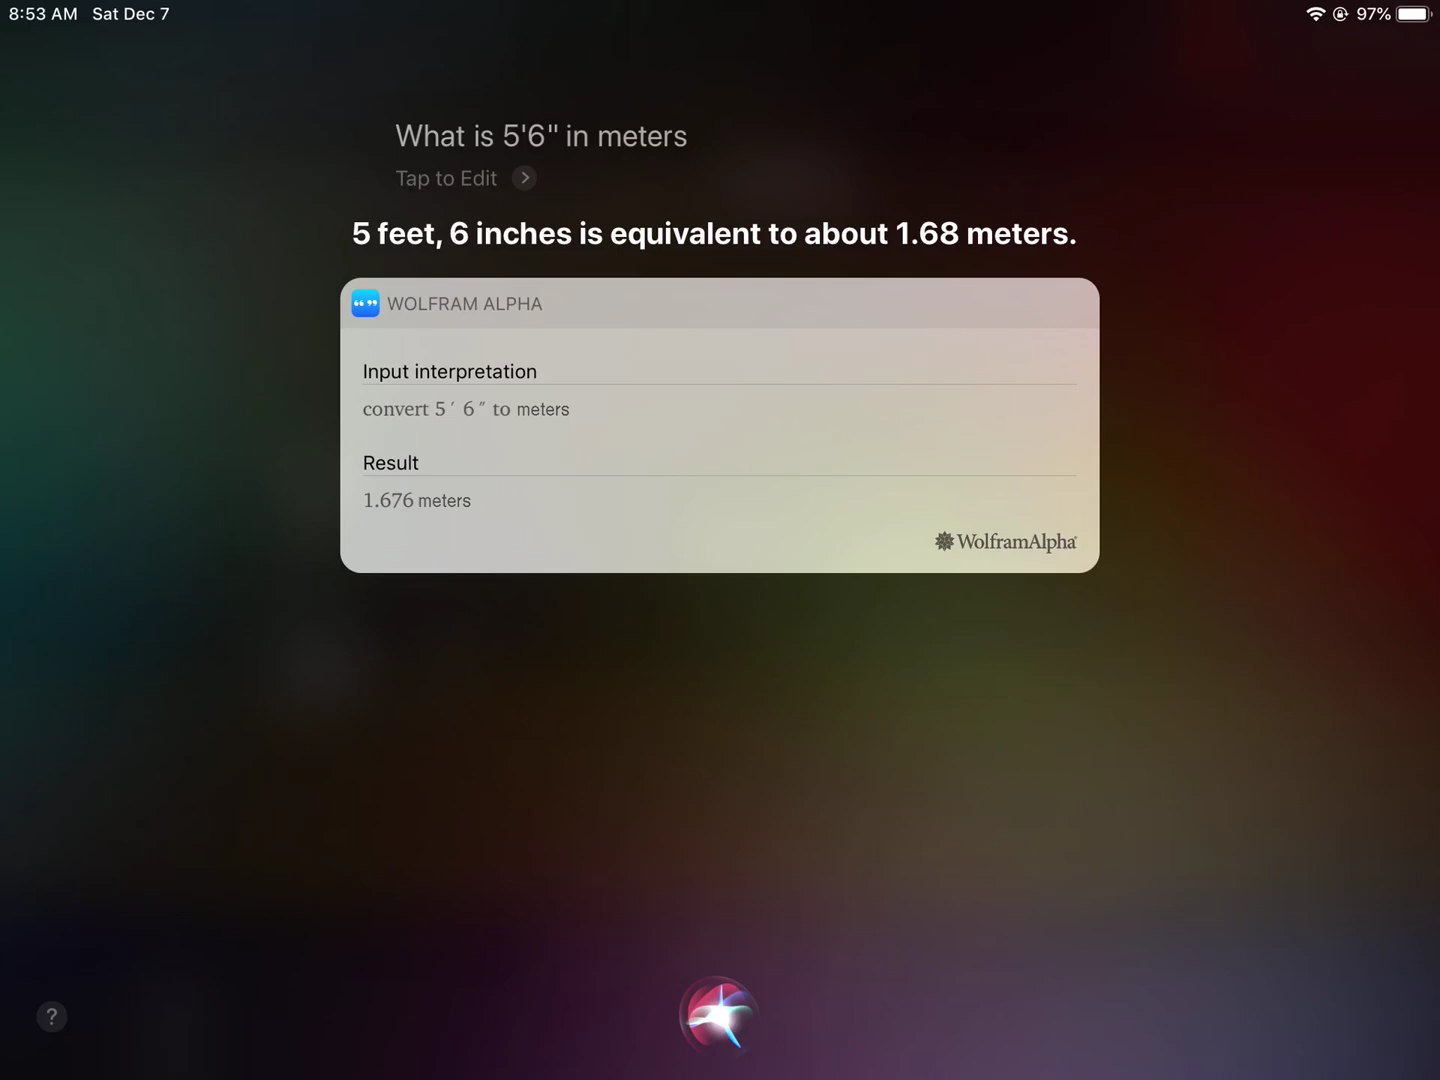 8:53 AM Sat Dec 7 97%
What is 5'6" in meters
Tap to Edit
5 feet, 6 inches is equivalent to about 1.68 meters.
WOLFRAM ALPHA
Input interpretation
convert 5 ′ 6 ″ to meters
Result
1.676 meters
WolframAlpha
?